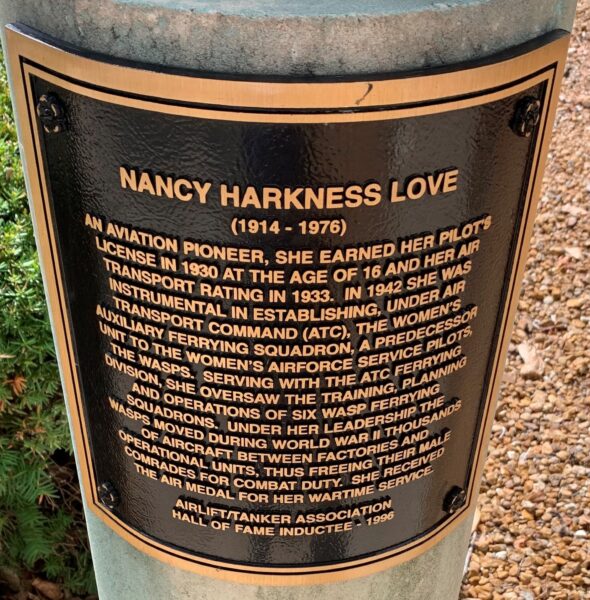 NANCY HARKNESS LOVE
(1914 - 1976)
AN AVIATION PIONEER, SHE EARNED HER PILOT'S
LICENSE IN 1930 AT THE AGE OF 16 AND HER AIR
TRANSPORT RATING IN 1933. IN 1942 SHE WAS
INSTRUMENTAL IN ESTABLISHING, UNDER AIR
TRANSPORT COMMAND (ATC), THE WOMEN'S
AUXILIARY FERRYING SQUADRON, A PREDECESSOR
UNIT TO THE WOMEN'S AIRFORCE SERVICE PILOTS,
THE WASPS. SERVING WITH THE ATC FERRYING
DIVISION, SHE OVERSAW THE TRAINING, PLANNING
AND OPERATIONS OF SIX WASP FERRYING
SQUADRONS. UNDER HER LEADERSHIP THE
WASPS MOVED DURING WORLD WAR II THOUSANDS
OF AIRCRAFT BETWEEN FACTORIES AND
OPERATIONAL UNITS, THUS FREEING THEIR MALE
COMRADES FOR COMBAT DUTY. SHE RECEIVED
THE AIR MEDAL FOR HER WARTIME SERVICE.
AIRLIFT/TANKER ASSOCIATION
HALL OF FAME INDUCTEE - 1996